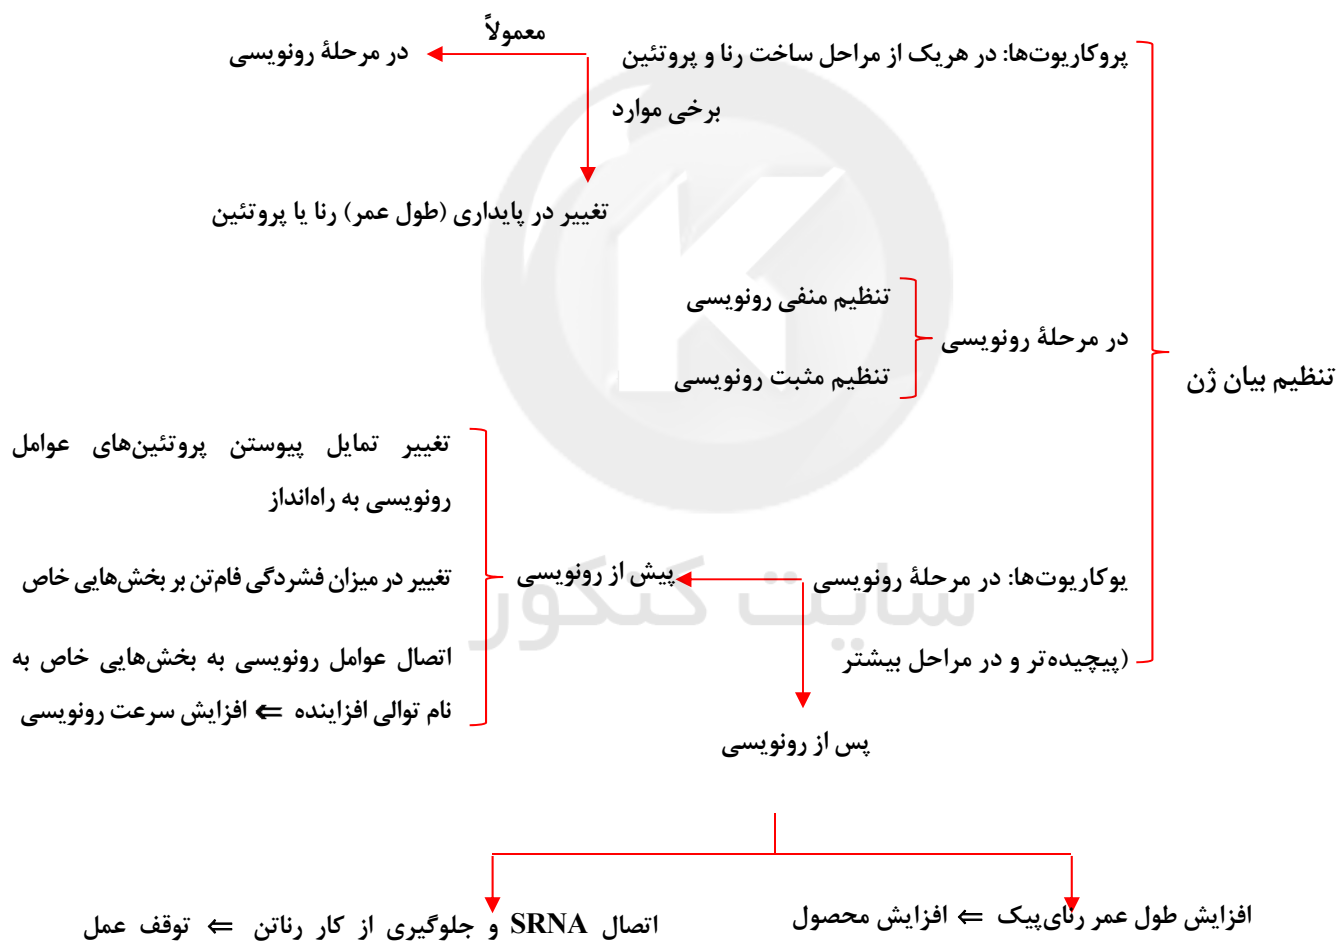 معمولاً
پروکاریوت‌ها: در هریک از مراحل ساخت رنا و پروتئین
در مرحلهٔ رونویسی
برخی موارد
تغییر در پایداری (طول عمر) رنا یا پروتئین
تنظیم منفی رونویسی
در مرحلهٔ رونویسی
تنظیم مثبت رونویسی
تنظیم بیان ژن
تغییر تمایل پیوستن پروتئین‌های عوامل
رونویسی به راه‌انداز
یوکاریوت‌ها: در مرحلهٔ رونویسی
پیش از رونویسی
تغییر در میزان فشردگی فام‌تن بر بخش‌هایی خاص
(پیچیده‌تر و در مراحل بیشتر
اتصال عوامل رونویسی به بخش‌هایی خاص به
نام توالی افزاینده ⇐ افزایش سرعت رونویسی
پس از رونویسی
افزایش طول عمر رنای‌پیک ⇐ افزایش محصول
اتصال SRNA و جلوگیری از کار رناتن ⇐ توقف عمل
سایت کنکور
K